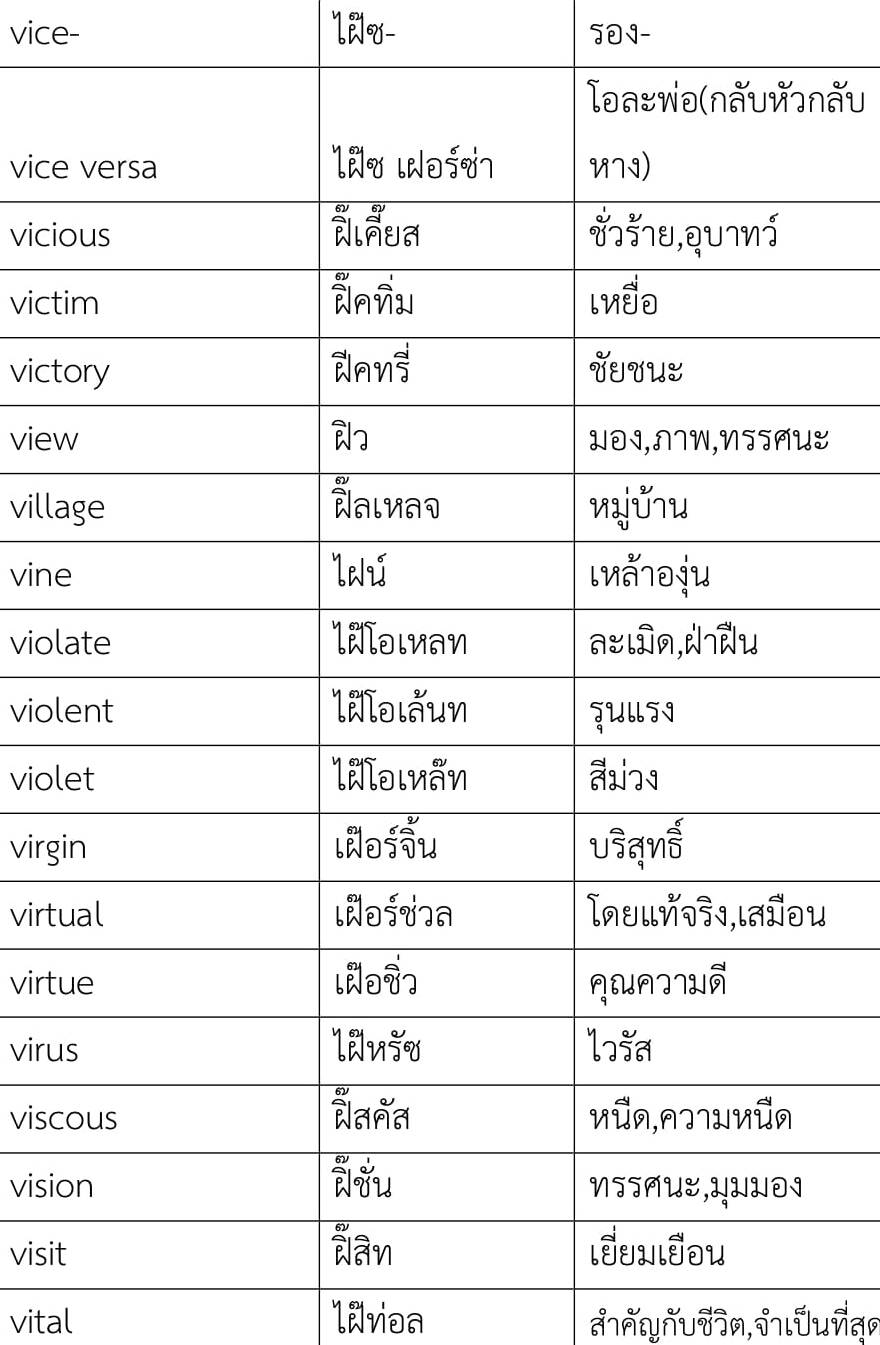 vice- ไฝ๊ซ- รอง-
โอละพ่อ(กลับหัวกลับ
vice versa ไฝ๊ซ เฝอร์ซ่า หาง)
vicious ฝิ๊เคี๊ยส ชั่วร้าย,อุบาทว์
victim ฝิ๊คทิ่ม เหยื่อ
victory ฝีคทรี่ ชัยชนะ
view ฝิว มอง,ภาพ,ทรรศนะ
village ฝิ๊ลเหลจ หมู่บ้าน
vine ไฝน์ เหล้าองุ่น
violate ไฝ๊โอเหลท ละเมิด,ฝ่าฝืน
violent ไฝ๊โอเล้นท รุนแรง
violet ไฝ๊โอเหล๊ท สีม่วง
virgin เฝ๊อร์จิ้น บริสุทธิ์
virtual เฝ๊อร์ช่วล โดยแท้จริง,เสมือน
virtue เฝ๊อชิ่ว คุณความดี
virus ไฝ๊หรัซ ไวรัส
viscous ฝิ๊สคัส หนืด,ความหนืด
vision ฝิ๊ชั่น ทรรศนะ,มุมมอง
visit ฝิ๊สิท เยี่ยมเยือน
vital ไฝ๊ท่อล สำคัญกับชีวิต,จำเป็นที่สุด